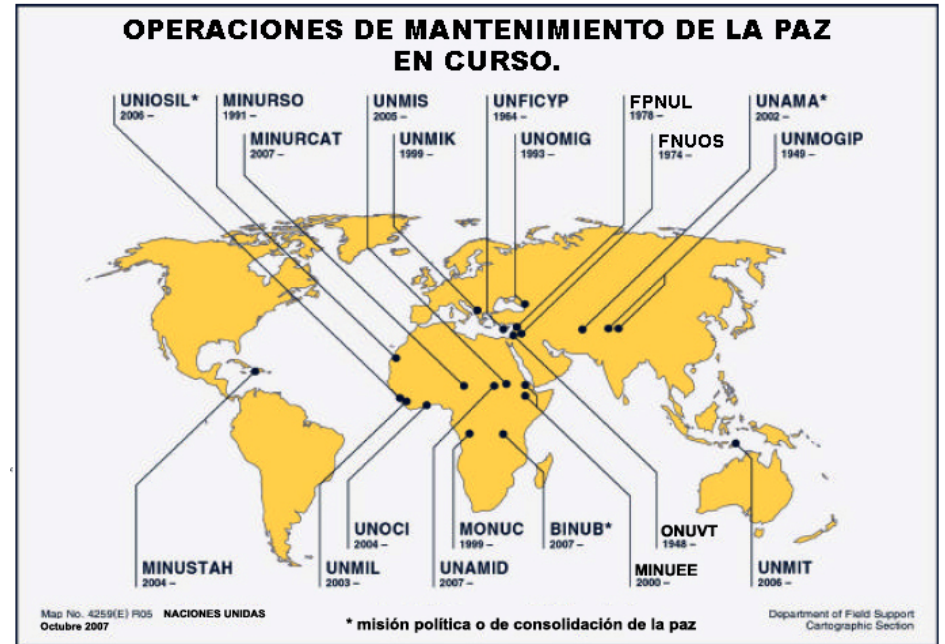 OPERACIONES DE MANTENIMIENTO DE LA PAZ
EN CURSO.
UNIOSIL*
2006 –
MINURSO
1991 –
UNMIS
2005 –
UNFICYP
1964 –
FPNUL
1978 –
UNAMA*
2002 –
MINURCAT
2007 –
UNMIK
1999 –
UNOMIG
1993 –
FNUOS
1974 –
UNMOGIP
1949 –
UNOCI
2004 –
MONUC
1999 –
BINUB*
2007 –
ONUVT
1948 –
MINUSTAH
2004 –
UNMIL
2003 –
UNAMID
2007 –
MINUEE
2000 –
UNMIT
2006 –
Map No. 4259(E) R05 NACIONES UNIDAS
Octubre 2007
* misión política o de consolidación de la paz
Department of Field Support
Cartographic Section